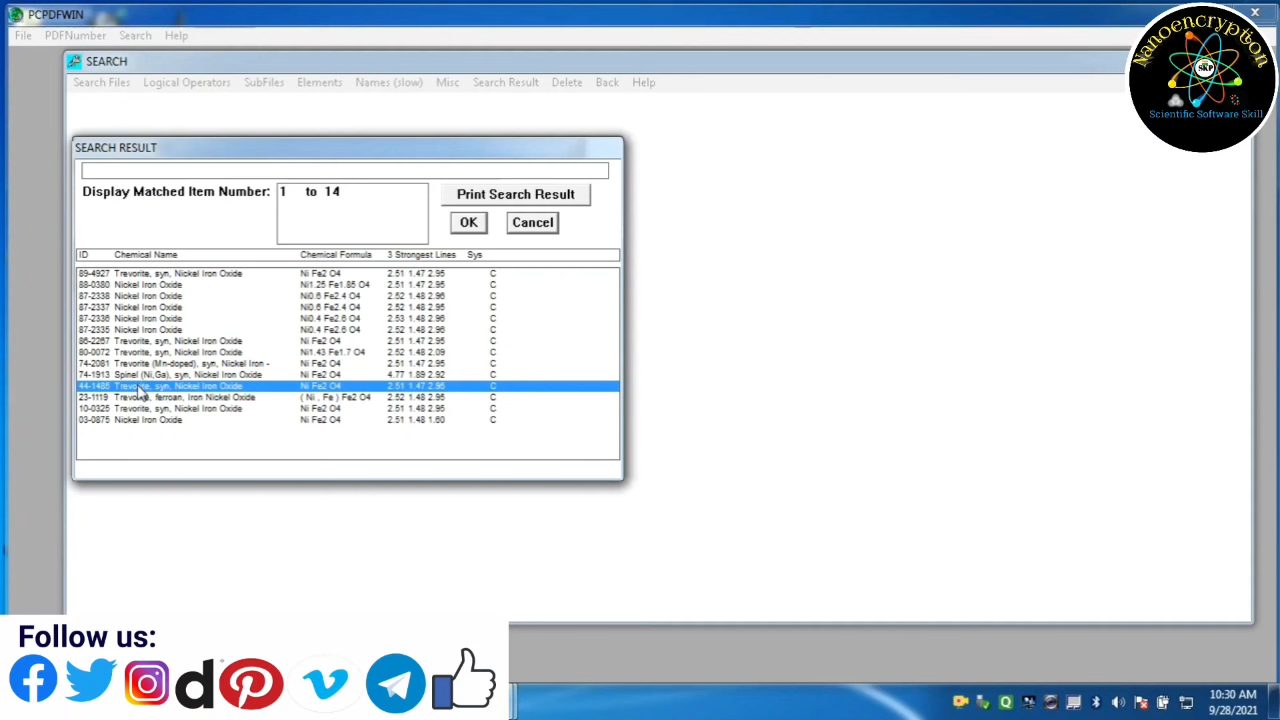 PCPDFWIN
File PDFNumber Search Help
SEARCH
Search Files Logical Operators SubFiles Elements Names (slow) Misc Search Result Delete Back Help
Nanoencryption
SKP
Scientific Software Skill
SEARCH RESULT
Display Matched Item Number: 1 to 14
Print Search Result
OK Cancel
ID Chemical Name Chemical Formula 3 Strongest Lines Sys
89-4927 Trevorite, syn, Nickel Iron Oxide Ni Fe2 O4 2.51 1.47 2.95 C
88-0380 Nickel Iron Oxide Ni1.25 Fe1.85 O4 2.51 1.47 2.95 C
87-2338 Nickel Iron Oxide Ni0.6 Fe2.4 O4 2.52 1.48 2.96 C
87-2337 Nickel Iron Oxide Ni0.6 Fe2.4 O4 2.52 1.48 2.96 C
87-2336 Nickel Iron Oxide Ni0.4 Fe2.6 O4 2.53 1.48 2.96 C
87-2335 Nickel Iron Oxide Ni0.4 Fe2.6 O4 2.52 1.48 2.96 C
86-2267 Trevorite, syn, Nickel Iron Oxide Ni Fe2 O4 2.51 1.48 2.95 C
80-0072 Nickel Iron Oxide Ni1.43 Fe1.7 O4 2.52 1.48 2.09 C
74-2081 Trevorite (Mn-doped), syn, Nickel Iron - Ni Fe2 O4 2.51 1.48 2.95 C
74-1913 Spinel (Ni,Ga), syn, Nickel Iron Oxide Ni Fe2 O4 4.77 1.89 2.92 C
44-1485 Trevorite, syn, Nickel Iron Oxide Ni Fe2 O4 2.51 1.47 2.95 C
23-1119 Trevorite, ferroan, Iron Nickel Oxide ( Ni , Fe ) Fe2 O4 2.52 1.48 2.95 C
10-0325 Trevorite, syn, Nickel Iron Oxide Ni Fe2 O4 2.51 1.48 2.95 C
03-0875 Nickel Iron Oxide Ni Fe2 O4 2.51 1.48 1.60 C
Follow us:
10:30 AM
9/28/2021